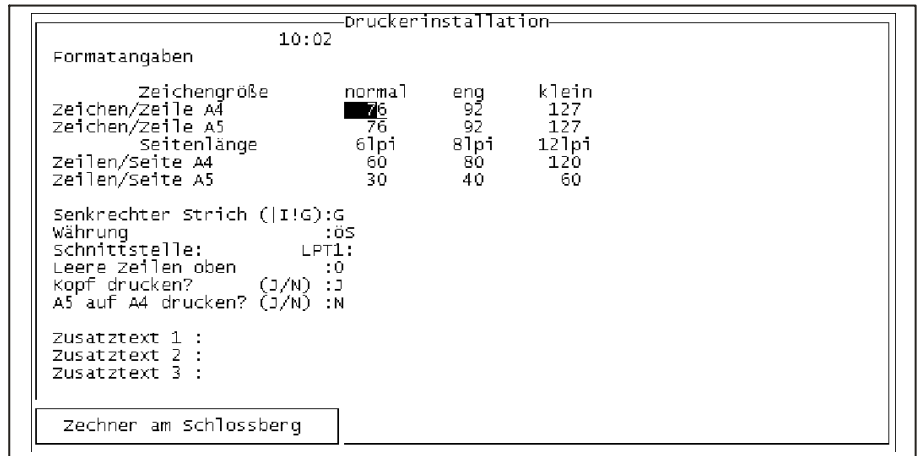 Druckerinstallation
10:02
Formatangaben
Zeichengröße normal eng klein
Zeichen/Zeile A4 76 92 127
Zeichen/Zeile A5 76 92 127
Seitenlänge 6lpi 8lpi 12lpi
Zeilen/Seite A4 60 80 120
Zeilen/Seite A5 30 40 60
Senkrechter Strich (|I!G):G
Währung :öS
Schnittstelle: LPT1:
Leere Zeilen oben :0
Kopf drucken? (J/N) :J
A5 auf A4 drucken? (J/N) :N
Zusatztext 1 :
Zusatztext 2 :
Zusatztext 3 :
Zechner am Schlossberg